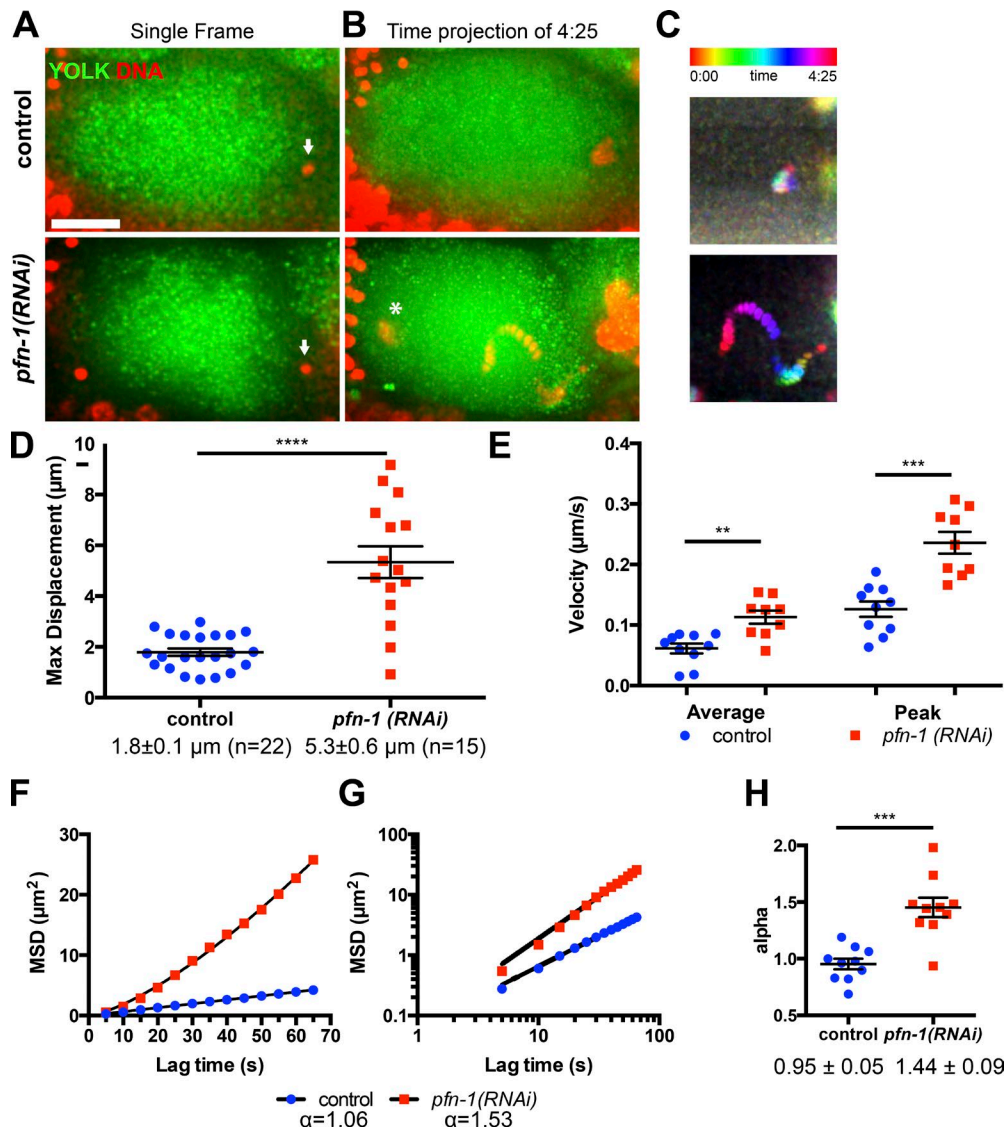 A
Single Frame
B
Time projection of 4:25
C
YOLK DNA
0:00 time 4:25
control
pfn-1(RNAi)
*
D
****
Max Displacement (µm)
10
8
6
4
2
0
control
pfn-1 (RNAi)
1.8±0.1 µm (n=22)
5.3±0.6 µm (n=15)
E
**
***
Velocity (µm/s)
0.4
0.3
0.2
0.1
0.0
Average
Peak
control
pfn-1 (RNAi)
F
MSD (µm²)
30
20
10
0
0 10 20 30 40 50 60 70
Lag time (s)
G
MSD (µm²)
100
10
1
0.1
1 10 100
Lag time (s)
control
α=1.06
pfn-1(RNAi)
α=1.53
H
***
alpha
2.0
1.5
1.0
0.5
control pfn-1(RNAi)
0.95 ± 0.05 1.44 ± 0.09